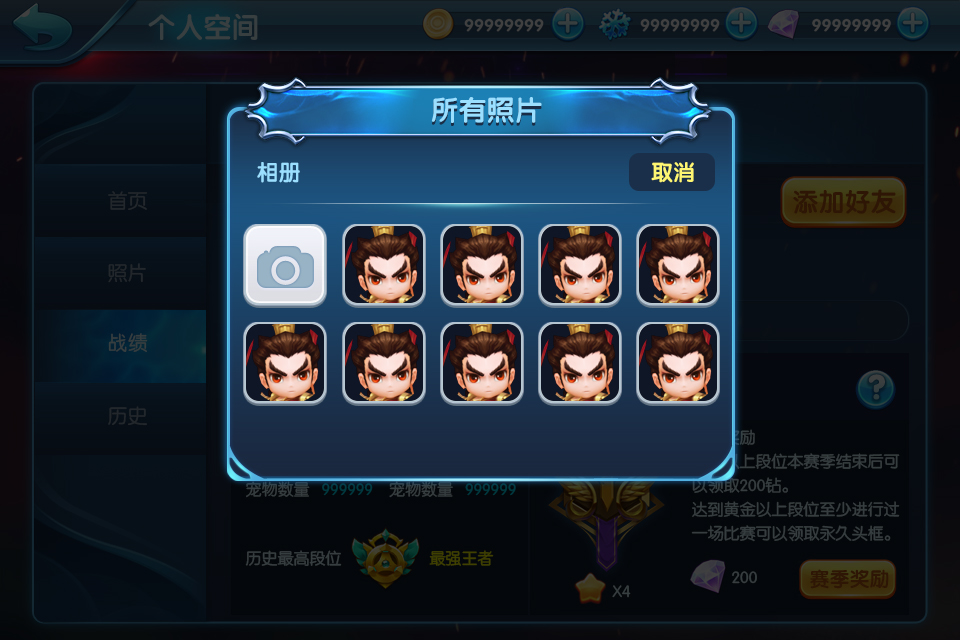 个人空间
99999999
99999999
99999999
所有照片
相册
取消
首页
照片
战绩
历史
添加好友
奖励
上段位本赛季结束后可
以领取200钻。
达到黄金以上段位至少进行过
一场比赛可以领取永久头框。
宠物数量 999999 宠物数量 999999
历史最高段位 最强王者
X4
200
赛季奖励